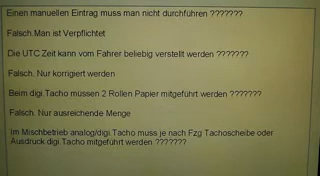 Einen manuellen Eintrag muss man nicht durchführen ???????
Falsch.Man ist Verpflichtet
Die UTC Zeit kann vom Fahrer beliebig verstellt werden ???????
Falsch. Nur korrigiert werden
Beim digi.Tacho müssen 2 Rollen Papier mitgeführt werden ???????
Falsch. Nur ausreichende Menge
Im Mischbetrieb analog/digi.Tacho muss je nach Fzg Tachoscheibe oder
Ausdruck digi.Tacho mitgeführt werden ???????